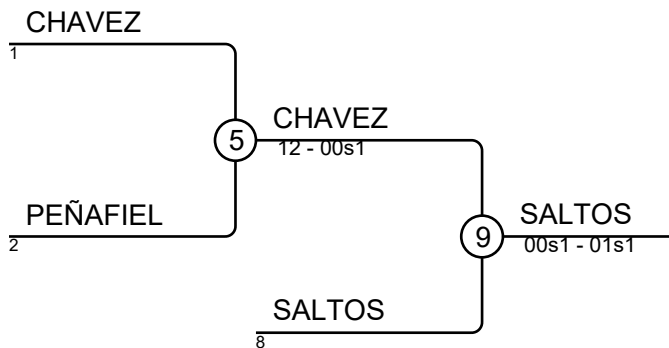 CHAVEZ
1
5
CHAVEZ
12 - 00s1
PEÑAFIEL
2
9
SALTOS
00s1 - 01s1
SALTOS
8